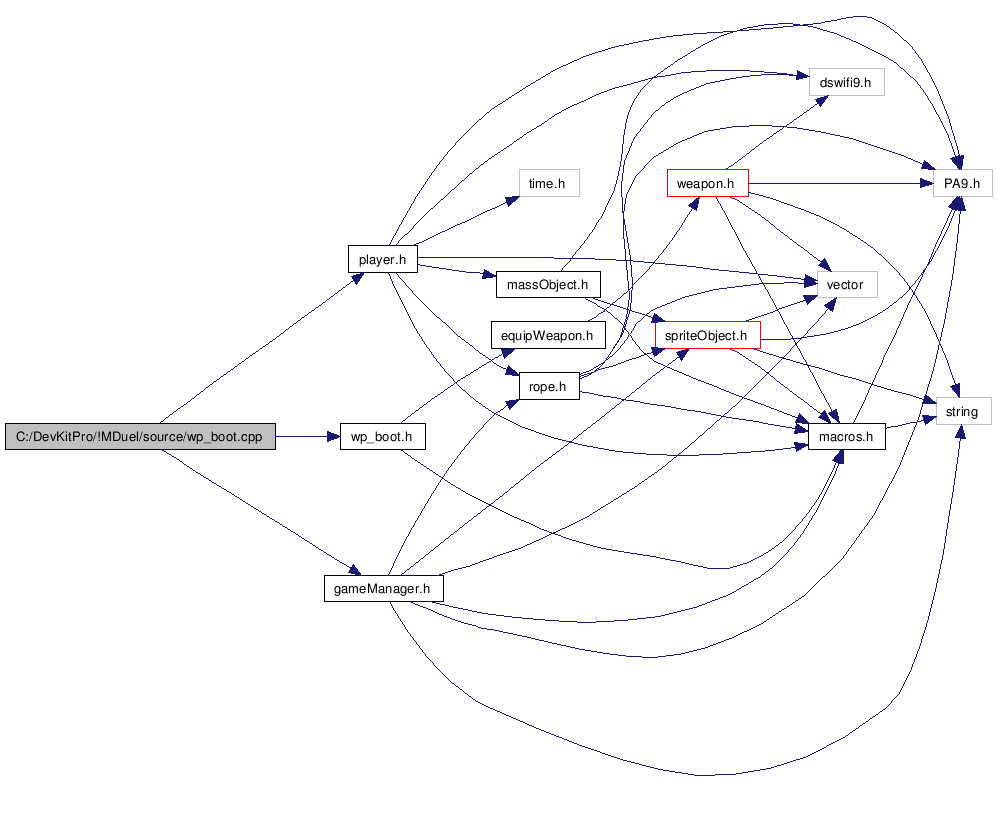 dswifi9.h
time.h
weapon.h
PA9.h
player.h
massObject.h
vector
equipWeapon.h
spriteObject.h
rope.h
string
C:/DevKitPro/!MDuel/source/wp_boot.cpp
wp_boot.h
macros.h
gameManager.h